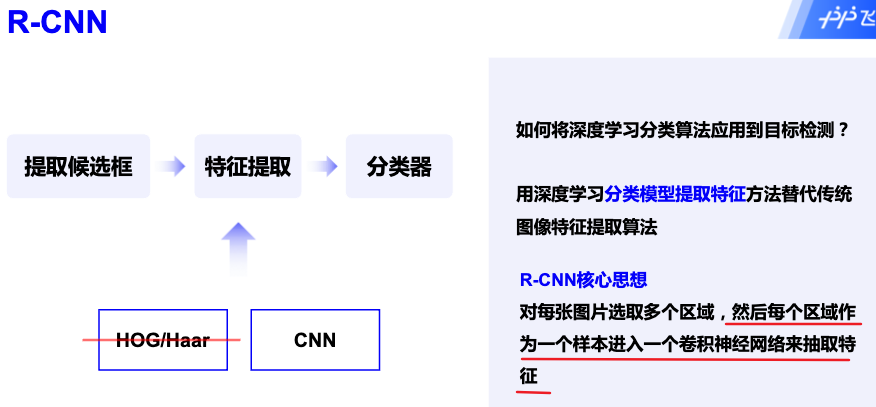 R-CNN
飞
提取候选框
特征提取
分类器
HOG/Haar
CNN
如何将深度学习分类算法应用到目标检测？
用深度学习分类模型提取特征方法替代传统
图像特征提取算法
R-CNN核心思想
对每张图片选取多个区域，然后每个区域作
为一个样本进入一个卷积神经网络来抽取特
征